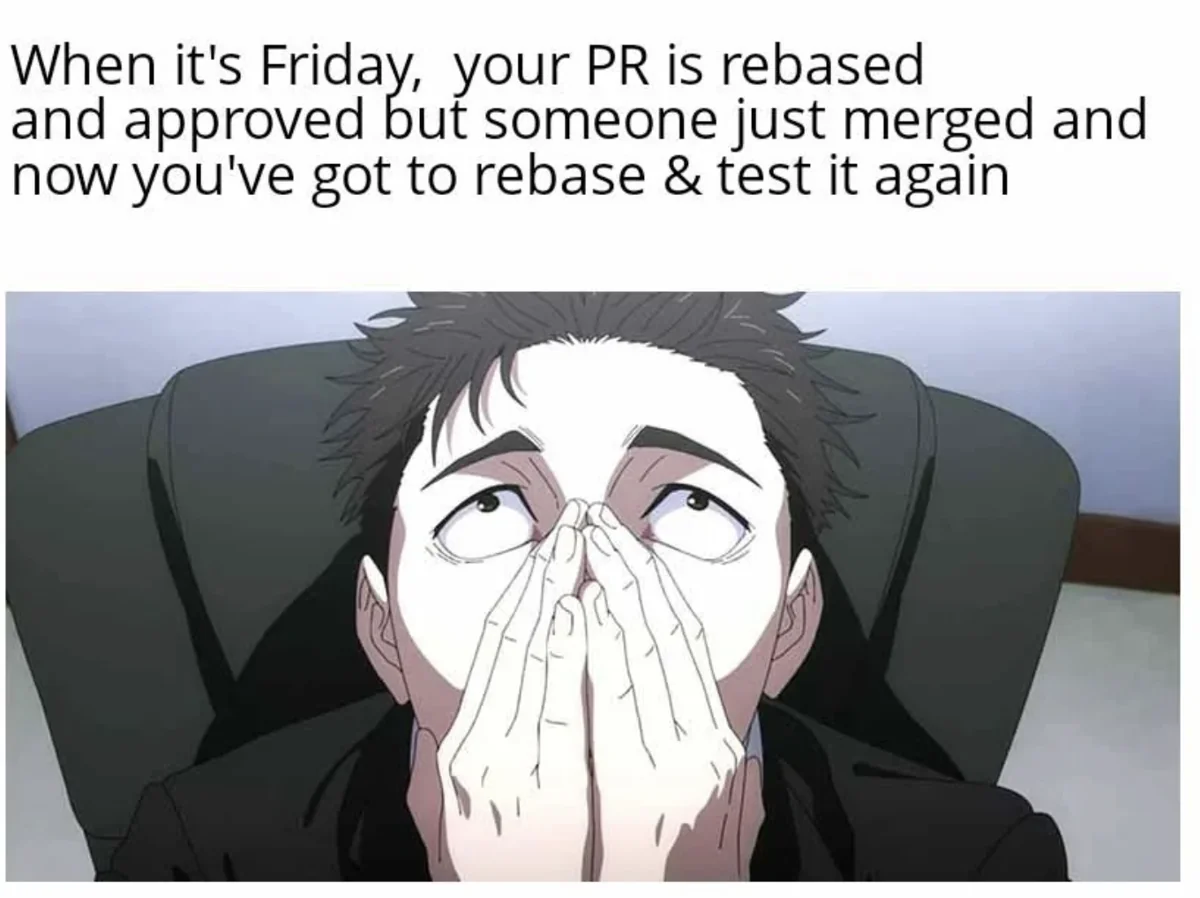 When it's Friday,  your PR is rebased
and approved but someone just merged and
now you've got to rebase & test it again